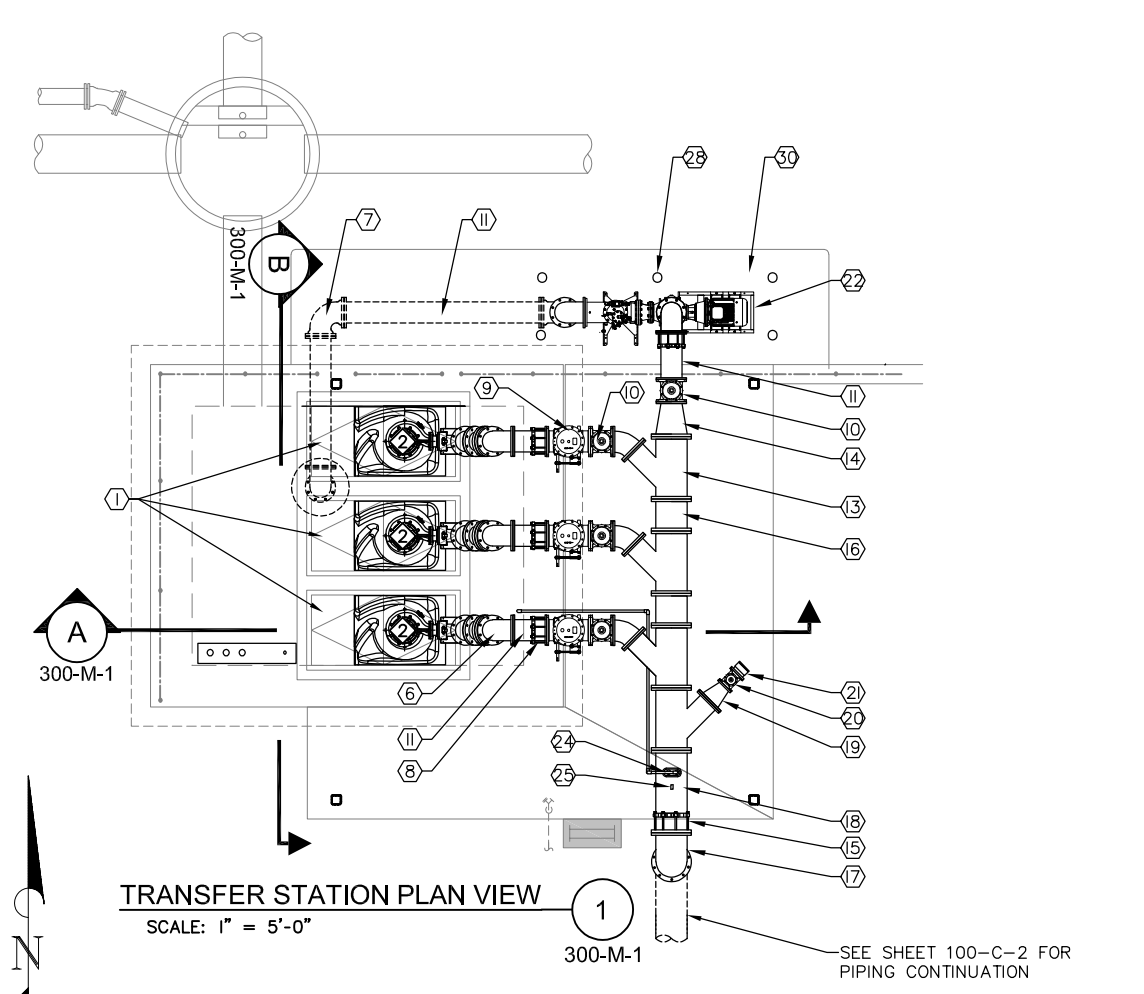 28
30
7
11
300-M-1
B
22
9
10
11
10
14
2
1
13
2
16
A
300-M-1
2
21
20
6
19
11
24
8
25
18
15
17
TRANSFER STATION PLAN VIEW
SCALE: 1" = 5'-0"
1
300-M-1
N
SEE SHEET 100-C-2 FOR
PIPING CONTINUATION